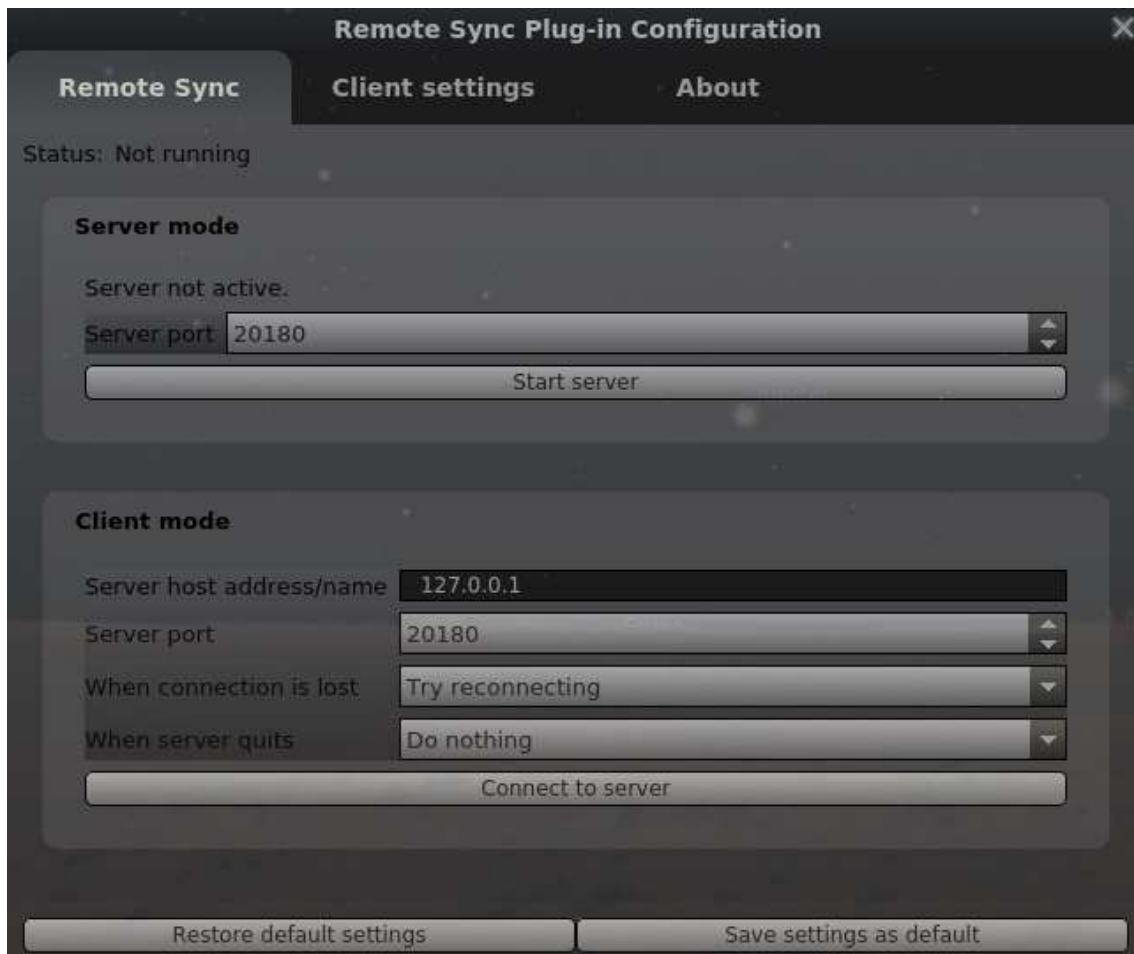 Remote Sync Plug-in Configuration
Remote Sync Client settings About
Status: Not running
Server mode
Server not active.
Server port 20180
Start server
Client mode
Server host address/name 127.0.0.1
Server port 20180
When connection is lost Try reconnecting
When server quits Do nothing
Connect to server
Restore default settings Save settings as default